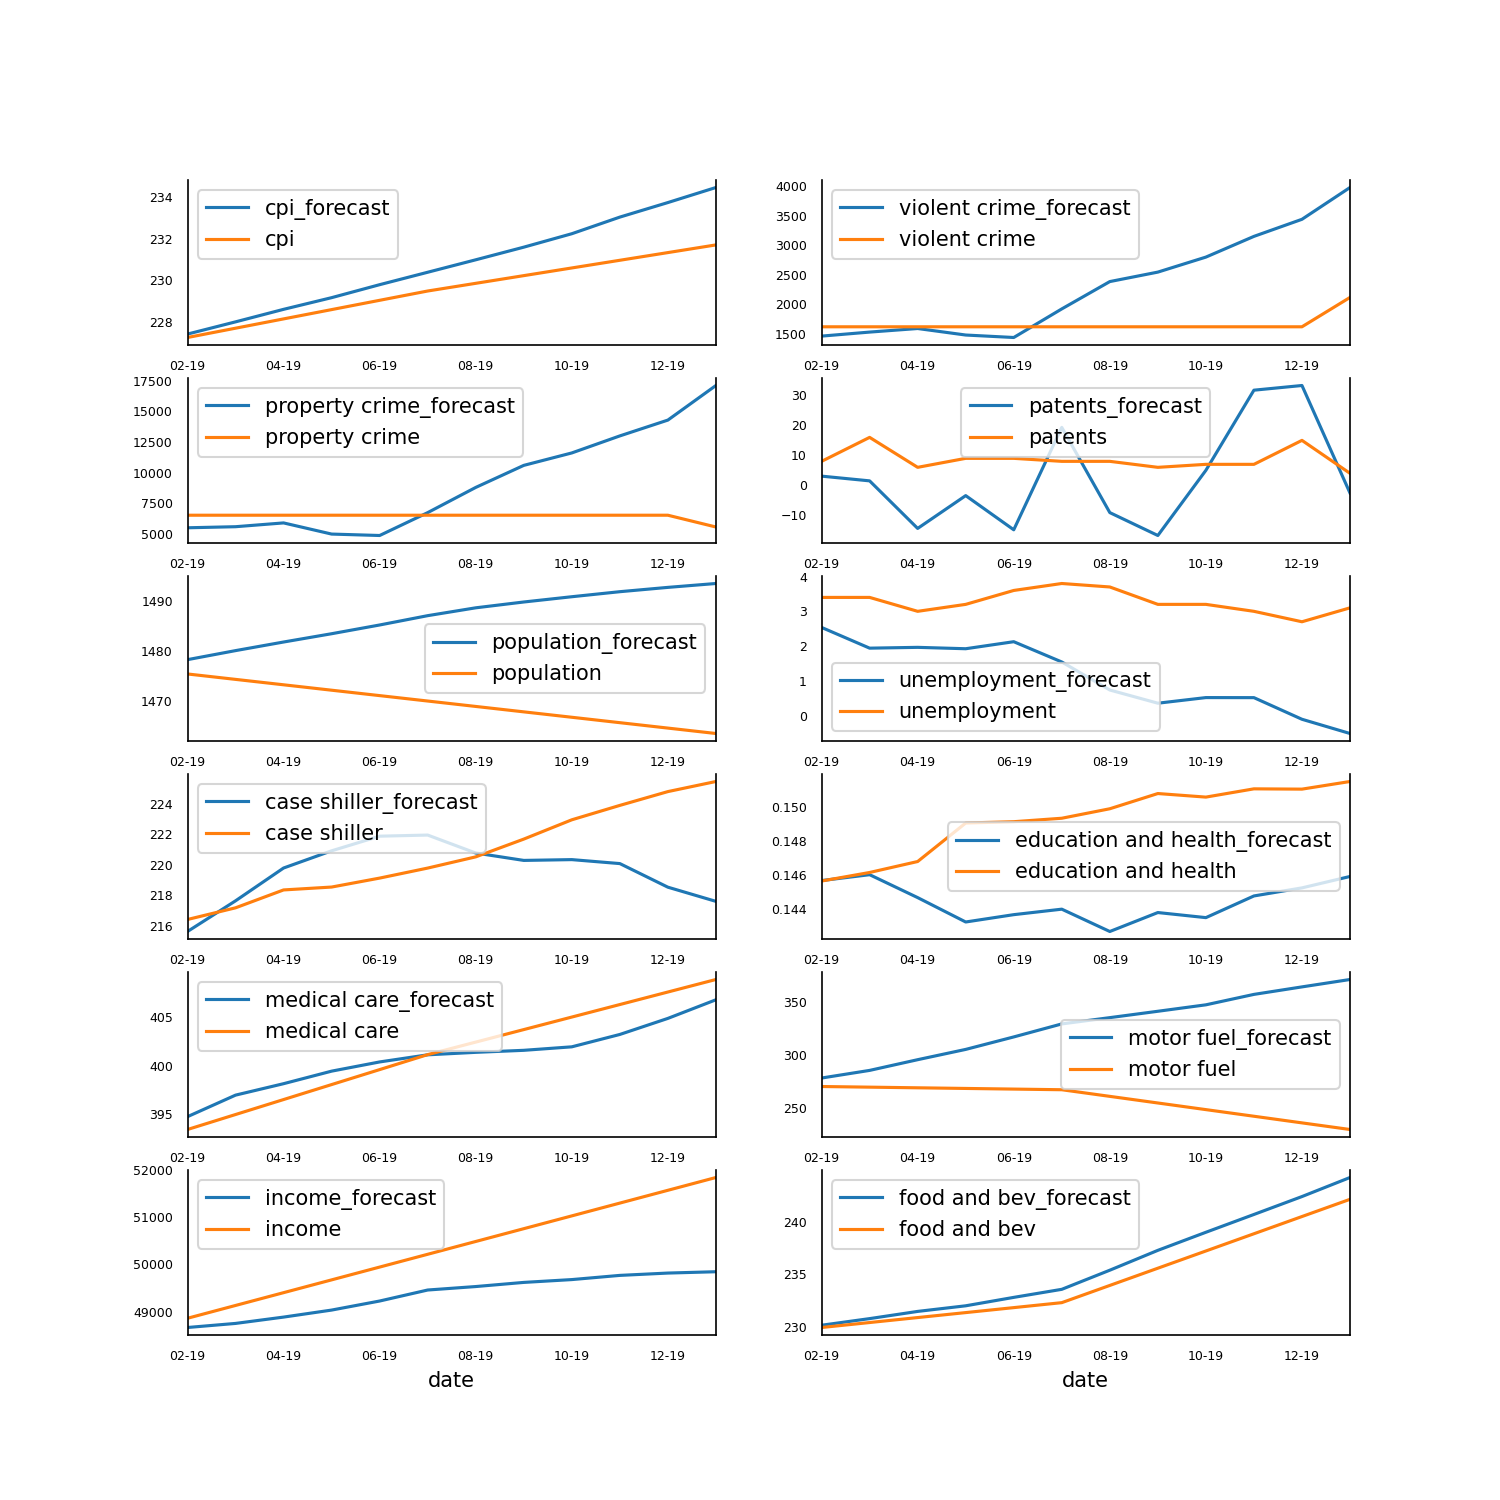 234
232
230
228
cpi_forecast
cpi
02-19 04-19 06-19 08-19 10-19 12-19
4000
3500
3000
2500
2000
1500
violent crime_forecast
violent crime
02-19 04-19 06-19 08-19 10-19 12-19
17500
15000
12500
10000
7500
5000
property crime_forecast
property crime
02-19 04-19 06-19 08-19 10-19 12-19
30
20
10
0
−10
patents_forecast
patents
02-19 04-19 06-19 08-19 10-19 12-19
1490
1480
1470
population_forecast
population
02-19 04-19 06-19 08-19 10-19 12-19
4
3
2
1
0
unemployment_forecast
unemployment
02-19 04-19 06-19 08-19 10-19 12-19
224
222
220
218
216
case shiller_forecast
case shiller
02-19 04-19 06-19 08-19 10-19 12-19
0.150
0.148
0.146
0.144
education and health_forecast
education and health
02-19 04-19 06-19 08-19 10-19 12-19
405
400
395
medical care_forecast
medical care
02-19 04-19 06-19 08-19 10-19 12-19
350
300
250
motor fuel_forecast
motor fuel
02-19 04-19 06-19 08-19 10-19 12-19
52000
51000
50000
49000
income_forecast
income
02-19 04-19 06-19 08-19 10-19 12-19
date
240
235
230
food and bev_forecast
food and bev
02-19 04-19 06-19 08-19 10-19 12-19
date